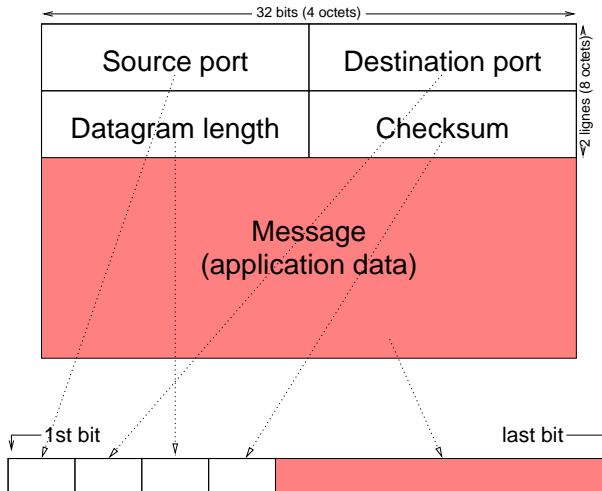 32 bits (4 octets)
Source port
Destination port
2 lignes (8 octets)
Datagram length
Checksum
Message
(application data)
1st bit
last bit